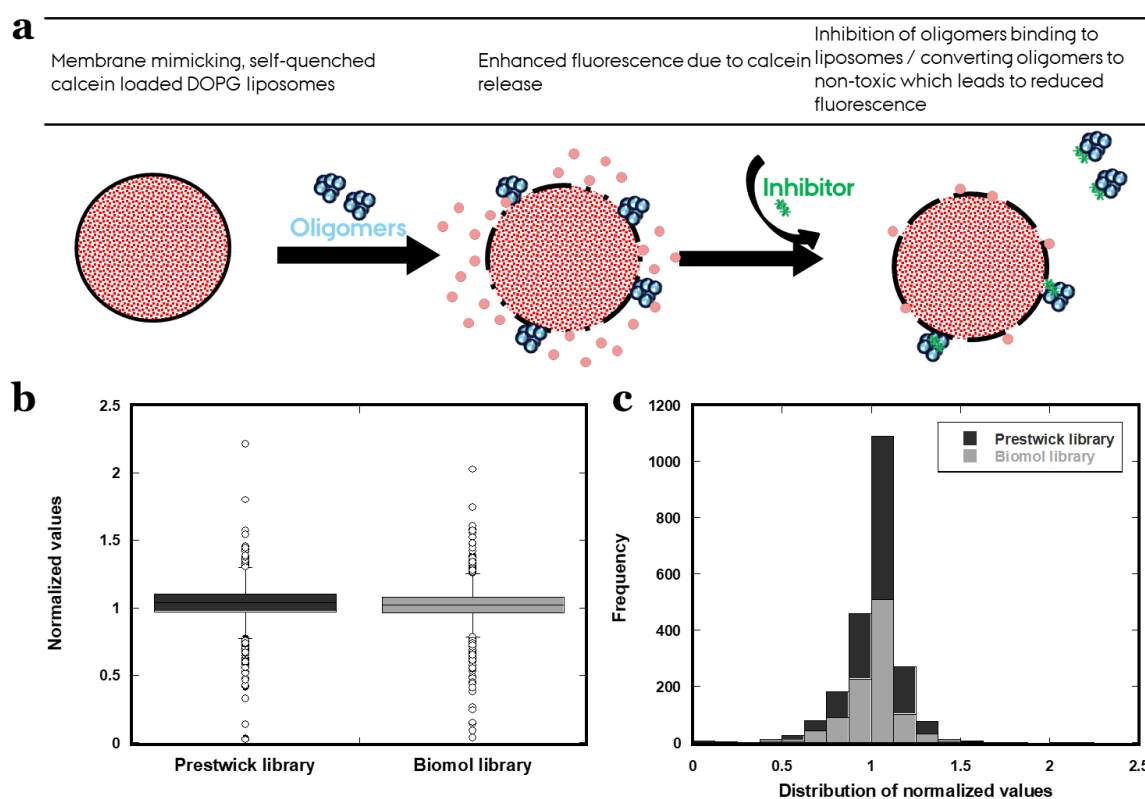 a
Membrane mimicking, self-quenched
calcein loaded DOPG liposomes
Enhanced fluorescence due to calcein
release
Inhibition of oligomers binding to
liposomes / converting oligomers to
non-toxic which leads to reduced
fluorescence
Oligomers
Inhibitor
b
2.5
2
1.5
1
0.5
0
Normalized values
Prestwick library
Biomol library
c
1200
1000
800
600
400
200
0
Frequency
Prestwick library
Biomol library
0
0.5
1
1.5
2
2.5
Distribution of normalized values